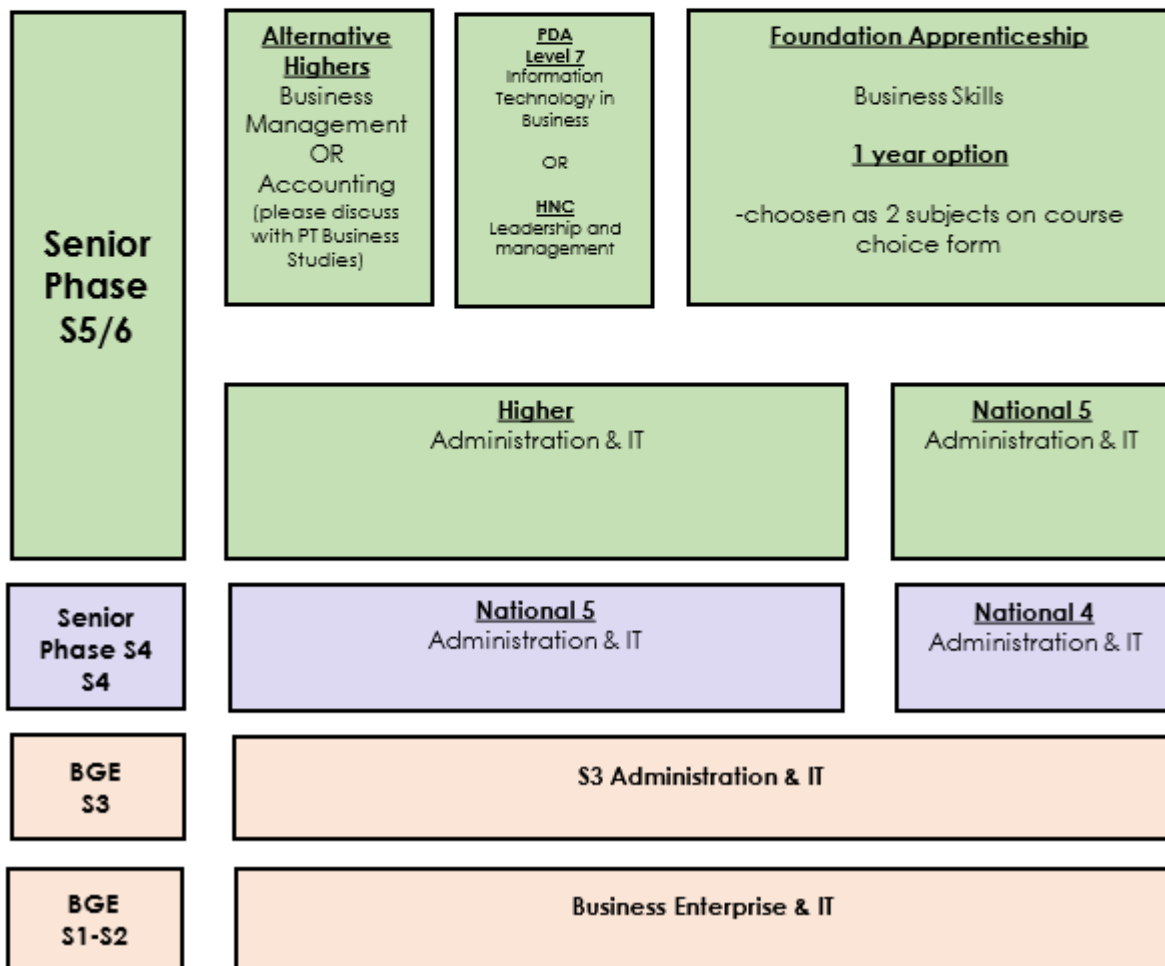 Senior
Phase
S5/6
Alternative
Highers
Business
Management
OR
Accounting
(please discuss
with PT Business
Studies)
PDA
Level 7
Information
Technology in
Business
OR
HNC
Leadership and
management
Foundation Apprenticeship
Business Skills
1 year option
-choosen as 2 subjects on course
choice form
Higher
Administration & IT
National 5
Administration & IT
Senior
Phase S4
S4
National 5
Administration & IT
National 4
Administration & IT
BGE
S3
S3 Administration & IT
BGE
S1-S2
Business Enterprise & IT